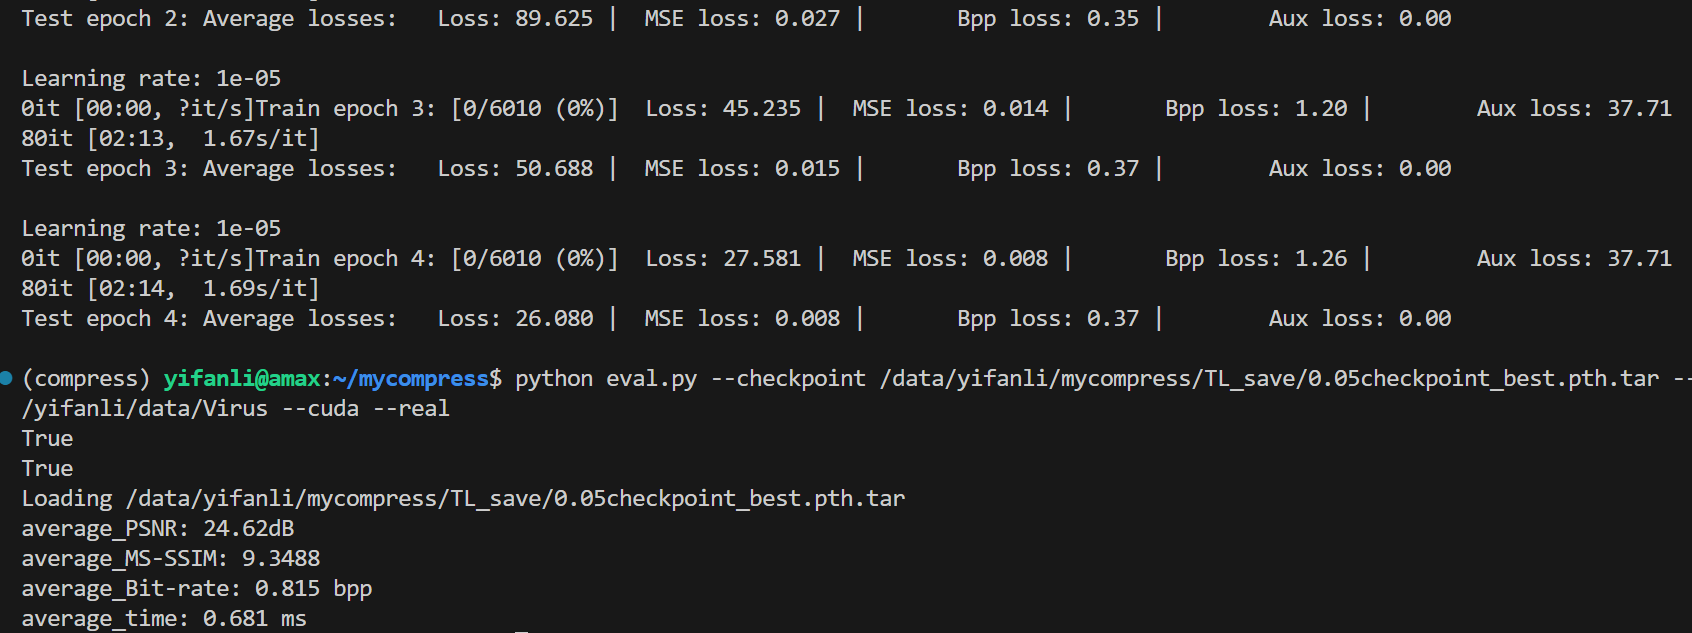 Test epoch 2: Average losses:   Loss: 89.625 |  MSE loss: 0.027 |       Bpp loss: 0.35 |        Aux loss: 0.00
Learning rate: 1e-05
0it [00:00, ?it/s]Train epoch 3: [0/6010 (0%)]  Loss: 45.235 |  MSE loss: 0.014 |       Bpp loss: 1.20 |        Aux loss: 37.71
80it [02:13,  1.67s/it]
Test epoch 3: Average losses:   Loss: 50.688 |  MSE loss: 0.015 |       Bpp loss: 0.37 |        Aux loss: 0.00
Learning rate: 1e-05
0it [00:00, ?it/s]Train epoch 4: [0/6010 (0%)]  Loss: 27.581 |  MSE loss: 0.008 |       Bpp loss: 1.26 |        Aux loss: 37.71
80it [02:14,  1.69s/it]
Test epoch 4: Average losses:   Loss: 26.080 |  MSE loss: 0.008 |       Bpp loss: 0.37 |        Aux loss: 0.00
(compress) yifanli@amax:~/mycompress$ python eval.py --checkpoint /data/yifanli/mycompress/TL_save/0.05checkpoint_best.pth.tar --
/yifanli/data/Virus --cuda --real
True
True
Loading /data/yifanli/mycompress/TL_save/0.05checkpoint_best.pth.tar
average_PSNR: 24.62dB
average_MS-SSIM: 9.3488
average_Bit-rate: 0.815 bpp
average_time: 0.681 ms